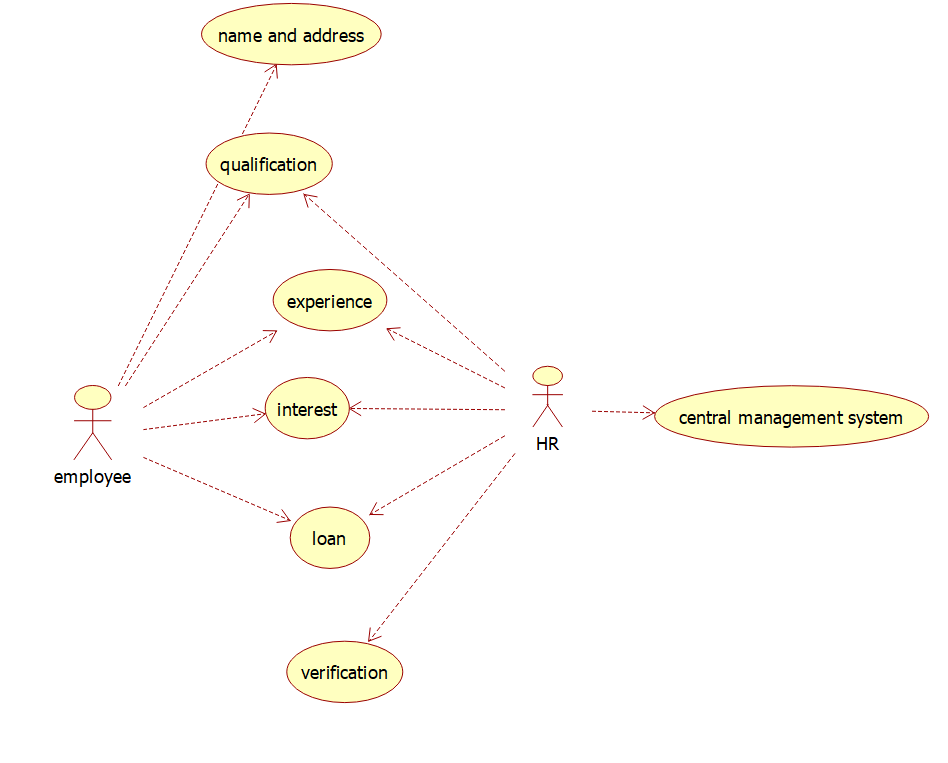 name and address
qualification
experience
interest
central management system
HR
employee
loan
verification